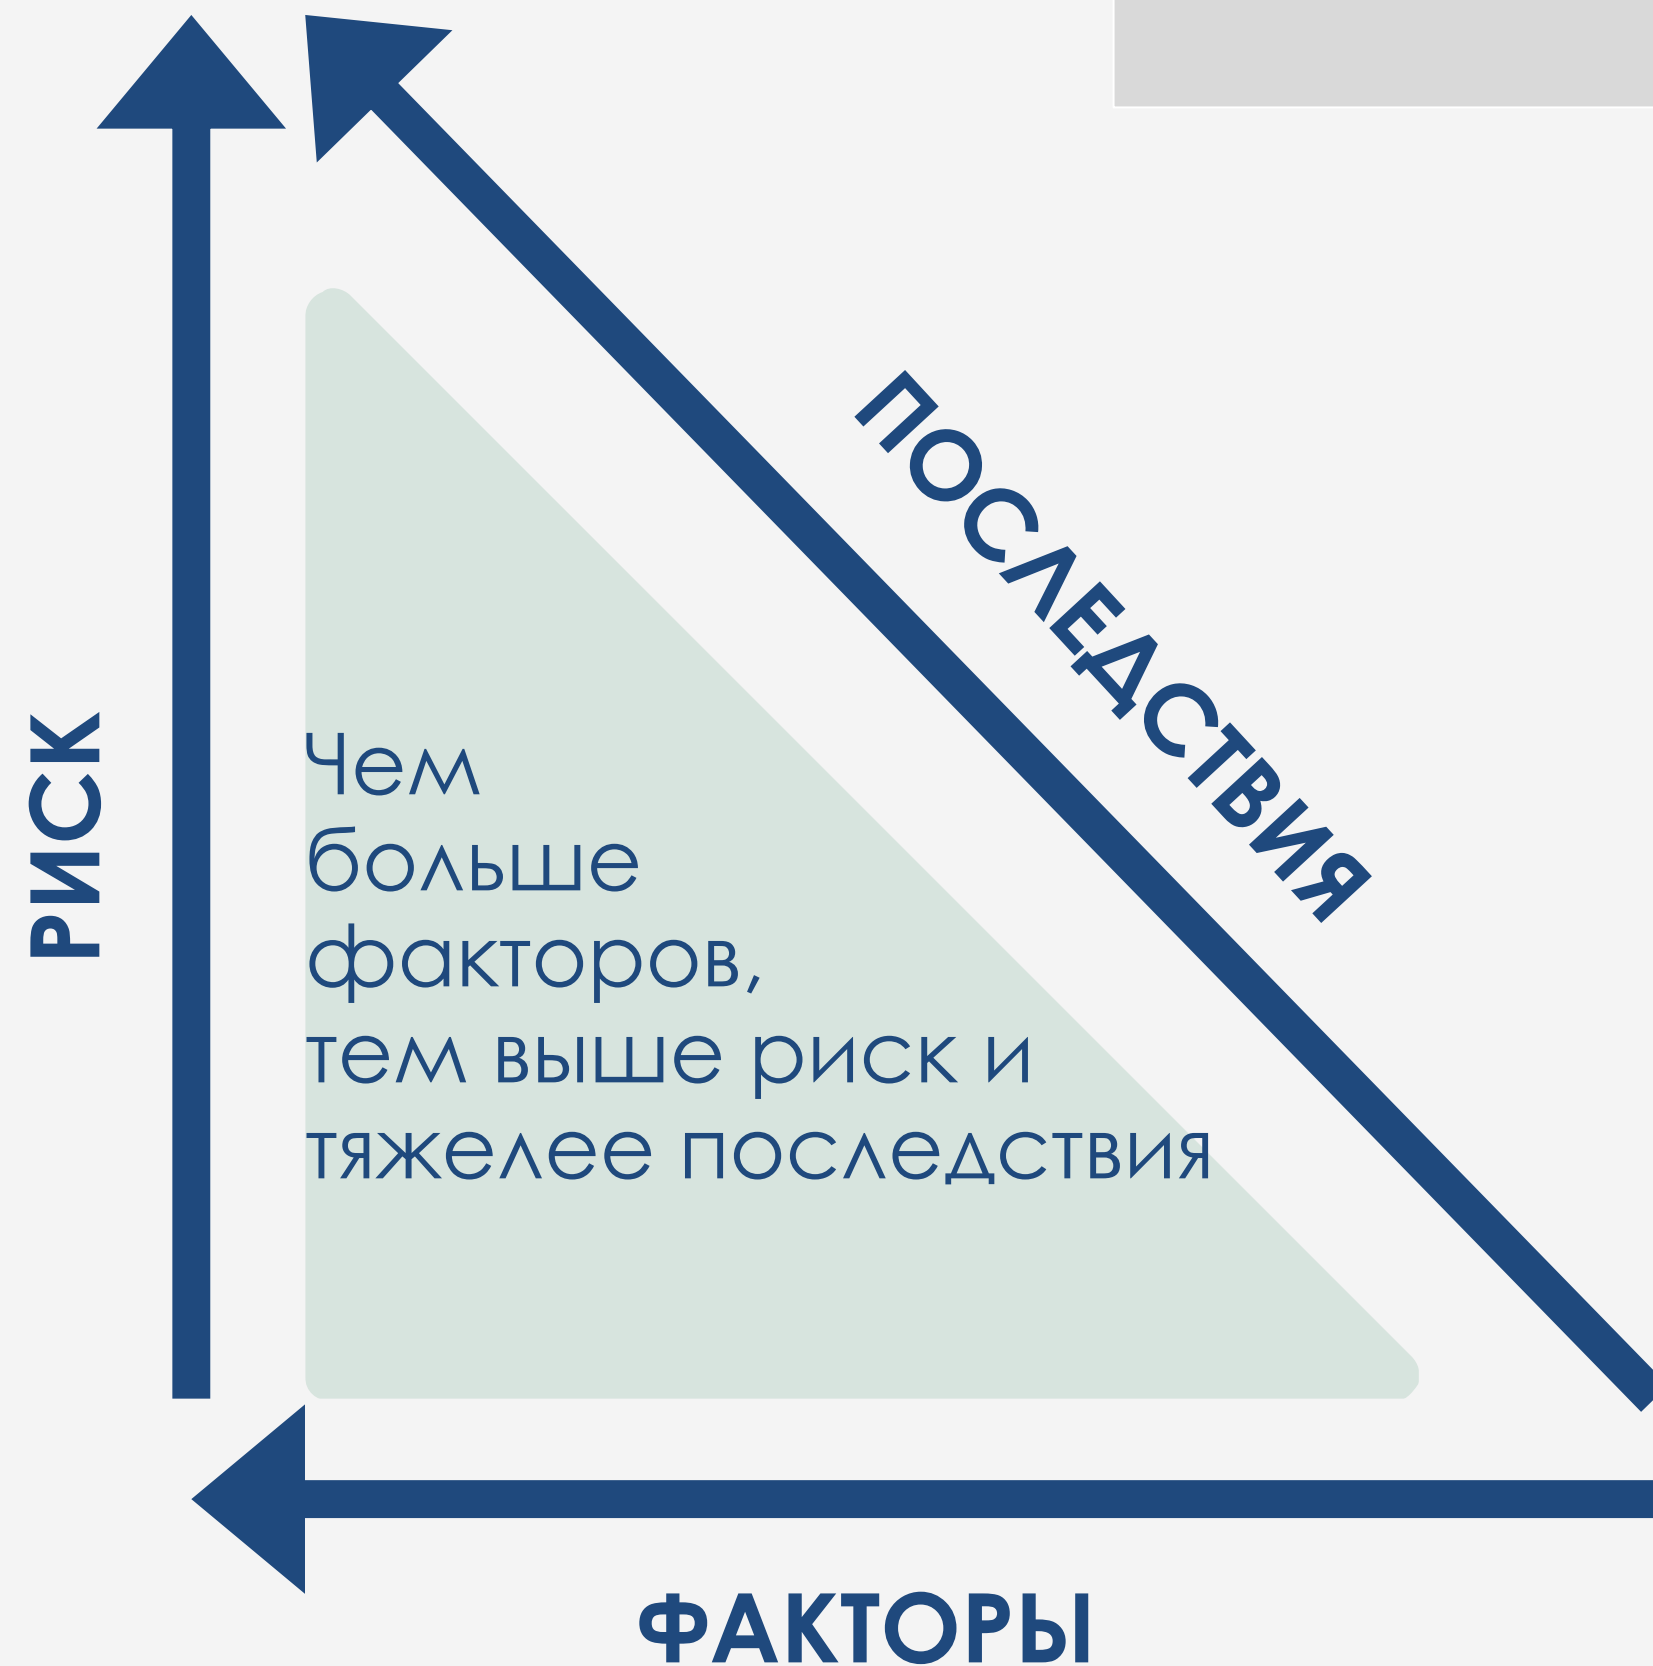 ПОСЛЕДСТВИЯ
РИСК
Чем
больше
факторов,
тем выше риск и
тяжелее последствия
ФАКТОРЫ